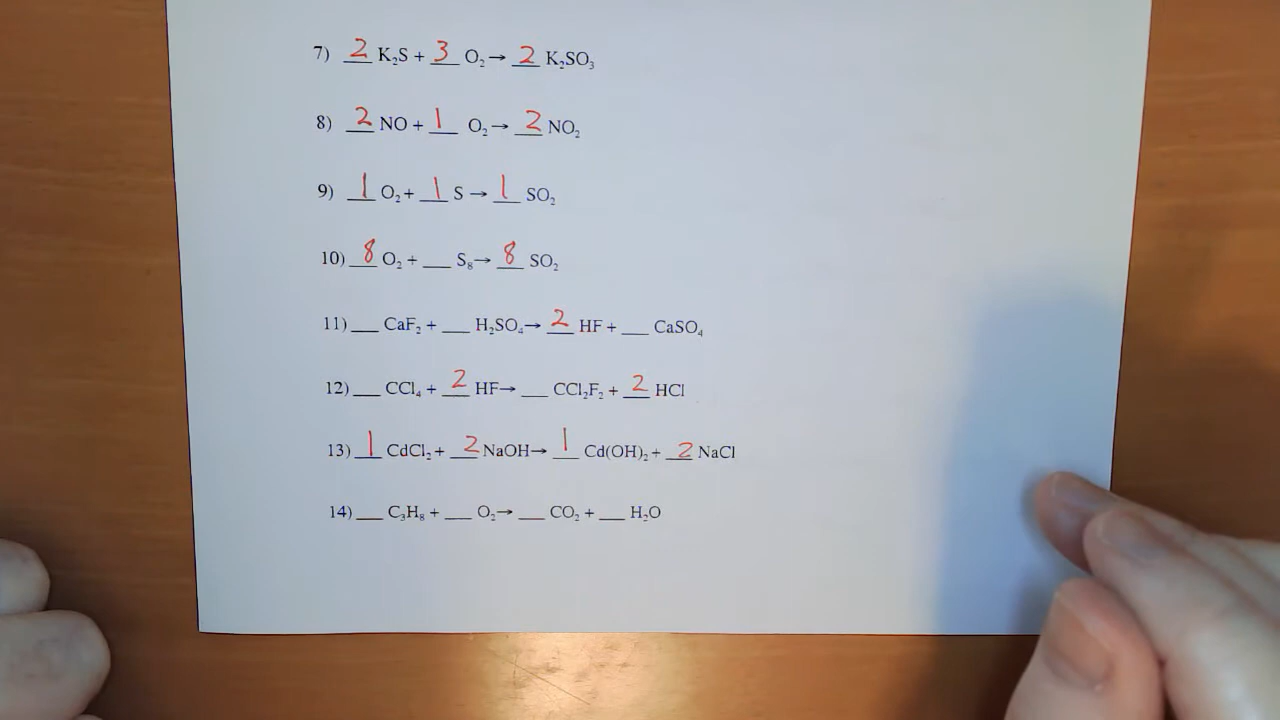 7) 2 K₂S + 3 O₂→ 2 K₂SO₃
8) 2 NO + 1 O₂→ 2 NO₂
9) 1 O₂ + 1 S → 1 SO₂
10) 8 O₂ + ___ S₈→ 8 SO₂
11) ___ CaF₂ + ___ H₂SO₄→ 2 HF + ___ CaSO₄
12) ___ CCl₄ + 2 HF→ ___ CCl₂F₂ + 2 HCl
13) 1 CdCl₂ + 2 NaOH→ 1 Cd(OH)₂ + 2 NaCl
14) ___ C₃H₈ + ___ O₂→ ___ CO₂ + ___ H₂O